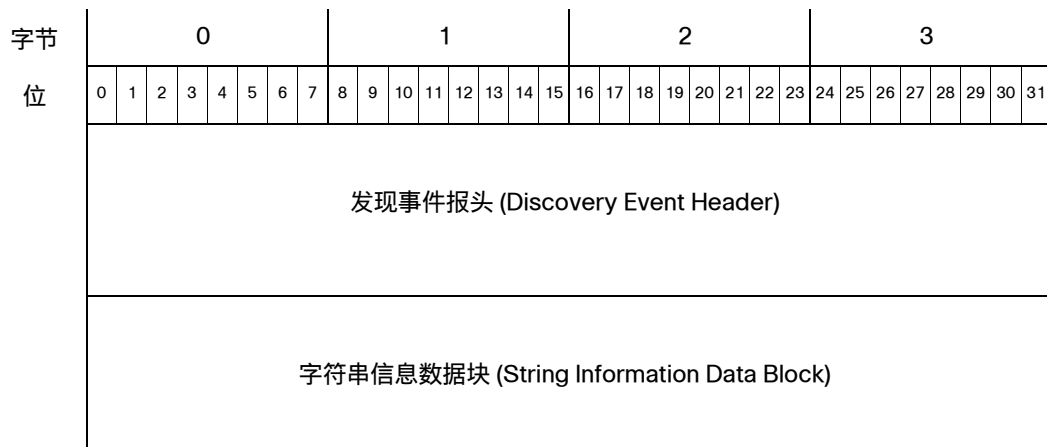 字节 0 1 2 3
位 0 1 2 3 4 5 6 7 8 9 10 11 12 13 14 15 16 17 18 19 20 21 22 23 24 25 26 27 28 29 30 31
发现事件报头 (Discovery Event Header)
字符串信息数据块 (String Information Data Block)